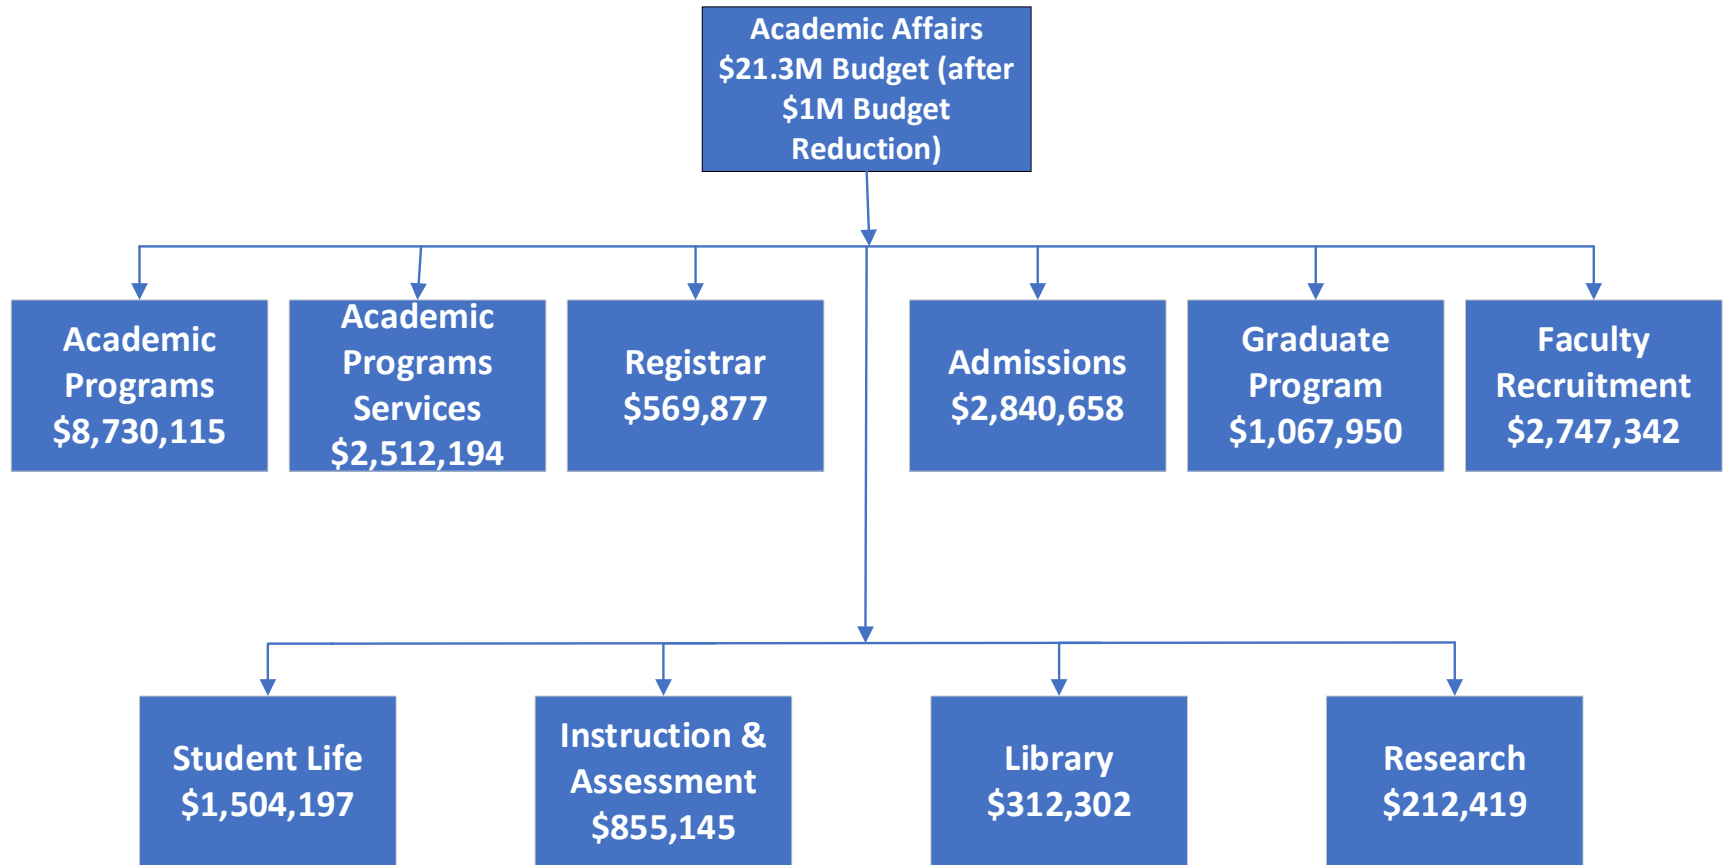 Academic Affairs
$21.3M Budget (after
$1M Budget
Reduction)
Academic
Programs
$8,730,115
Academic
Programs
Services
$2,512,194
Registrar
$569,877
Admissions
$2,840,658
Graduate
Program
$1,067,950
Faculty
Recruitment
$2,747,342
Student Life
$1,504,197
Instruction &
Assessment
$855,145
Library
$312,302
Research
$212,419